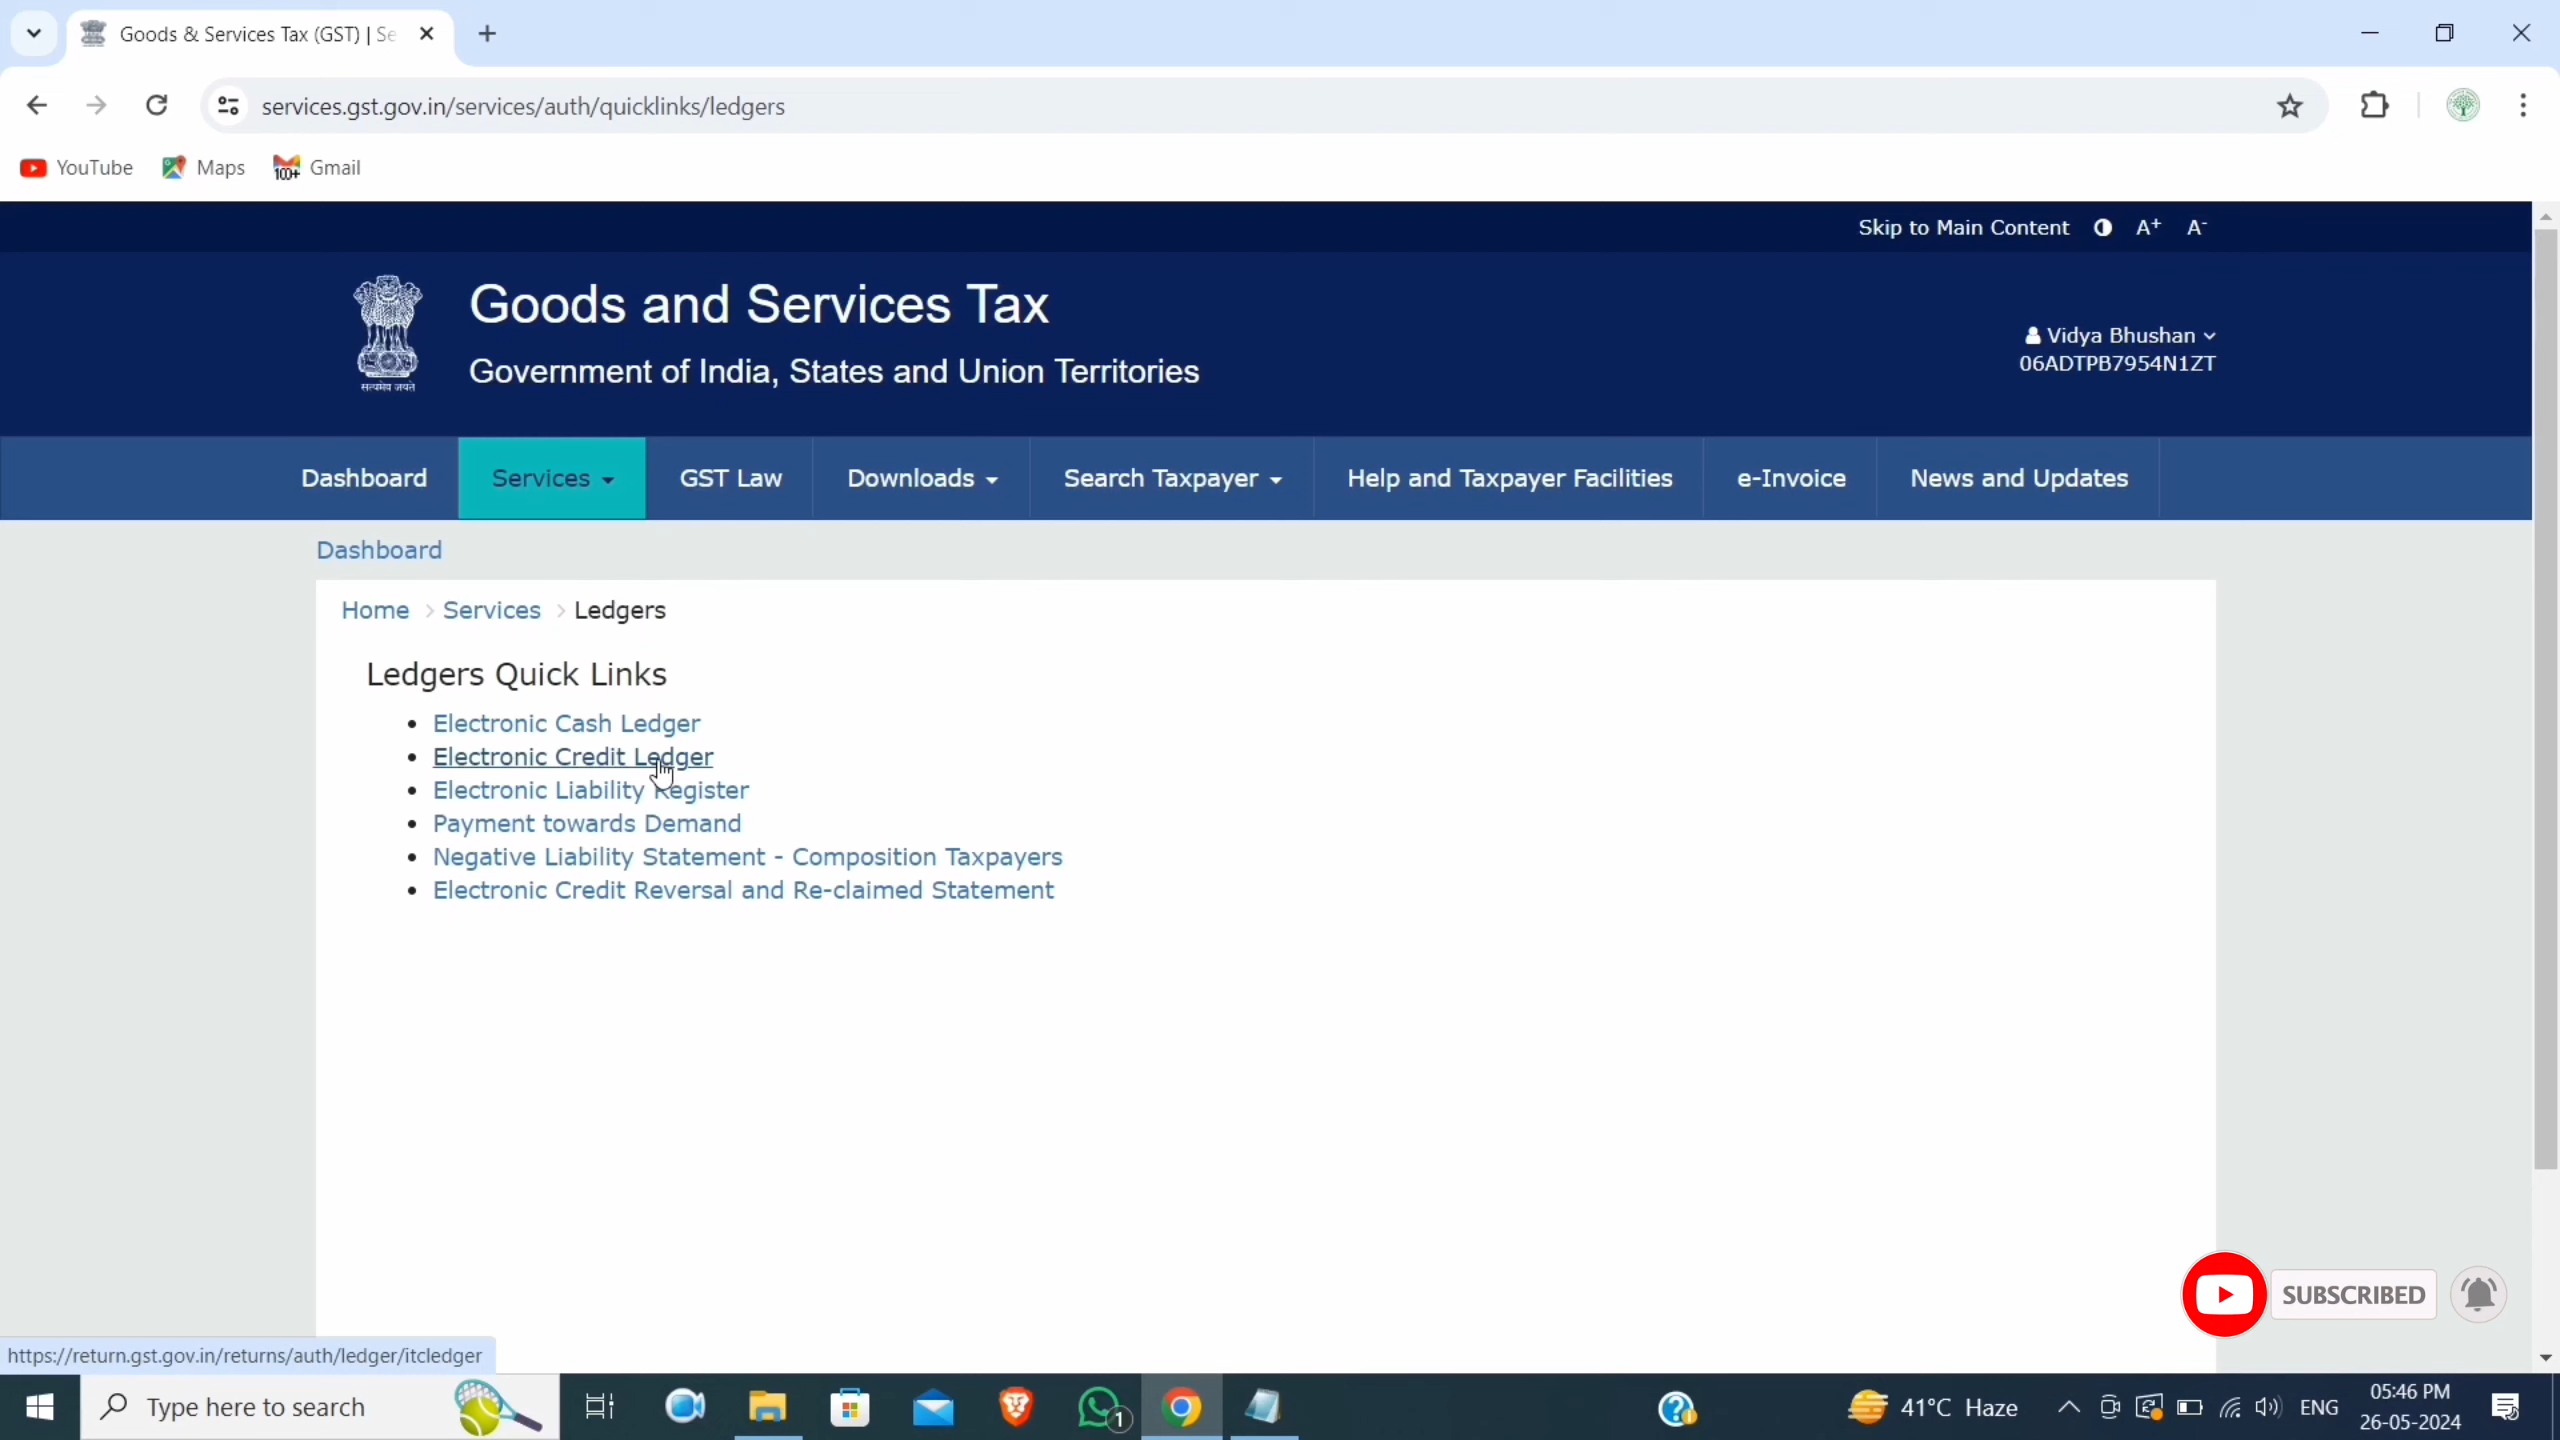 Goods & Services Tax (GST) | Se
services.gst.gov.in/services/auth/quicklinks/ledgers
YouTube
Maps
100+
Gmail
Skip to Main Content
A+
A-
Goods and Services Tax
Government of India, States and Union Territories
सत्यमेव जयते
Vidya Bhushan
06ADTPB7954N1ZT
Dashboard
Services
GST Law
Downloads
Search Taxpayer
Help and Taxpayer Facilities
e-Invoice
News and Updates
Dashboard
Home > Services > Ledgers
Ledgers Quick Links
Electronic Cash Ledger
Electronic Credit Ledger
Electronic Liability Register
Payment towards Demand
Negative Liability Statement - Composition Taxpayers
Electronic Credit Reversal and Re-claimed Statement
SUBSCRIBED
https://return.gst.gov.in/returns/auth/ledger/itcledger
Type here to search
1
41°C Haze
ENG
05:46 PM
26-05-2024